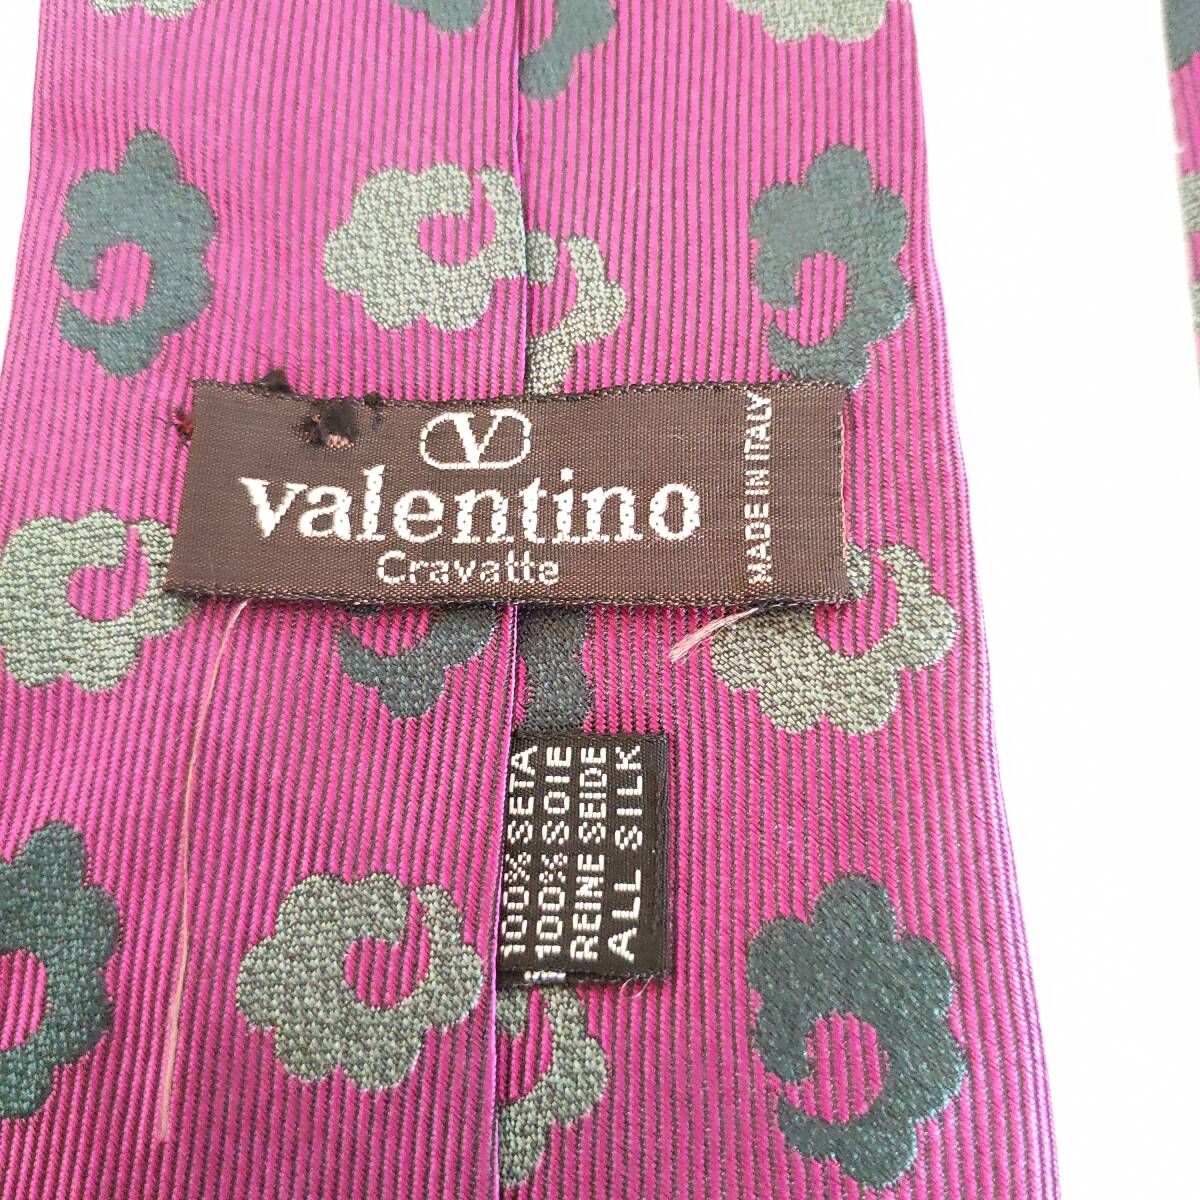 V
valentino
Cravatte
MADE IN ITALY
100% SETA
100% SOIE
REINE SEIDE
ALL SILK